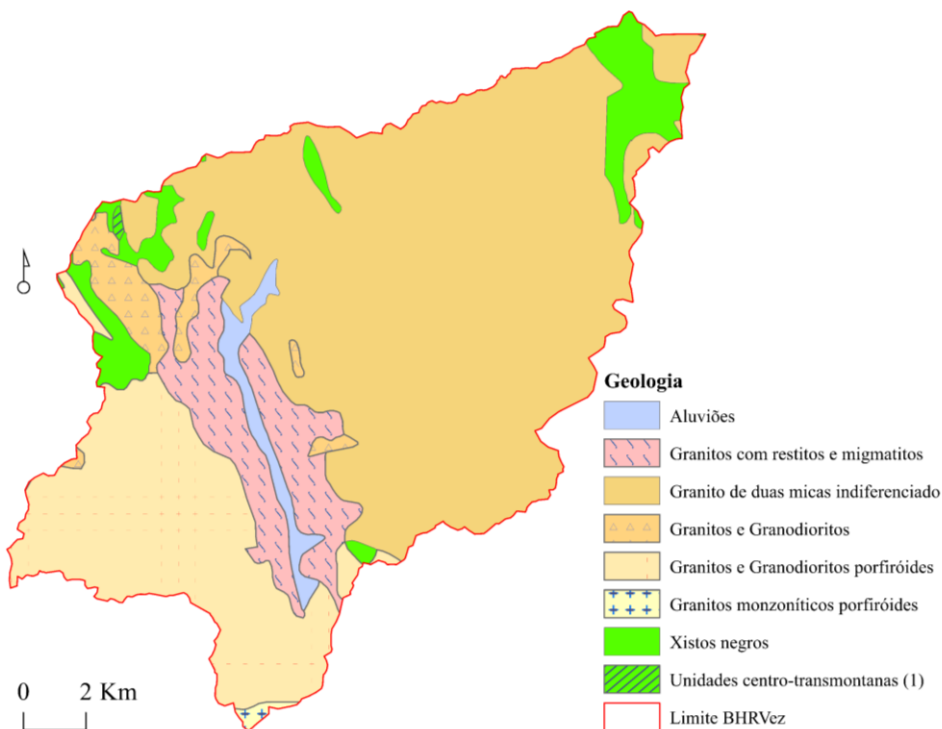 Geologia
Aluviões
Granitos com restitos e migmatitos
Granito de duas micas indiferenciado
Granitos e Granodioritos
Granitos e Granodioritos porfiróides
Granitos monzoníticos porfiróides
Xistos negros
Unidades centro-transmontanas (1)
Limite BHRVez
0 2 Km